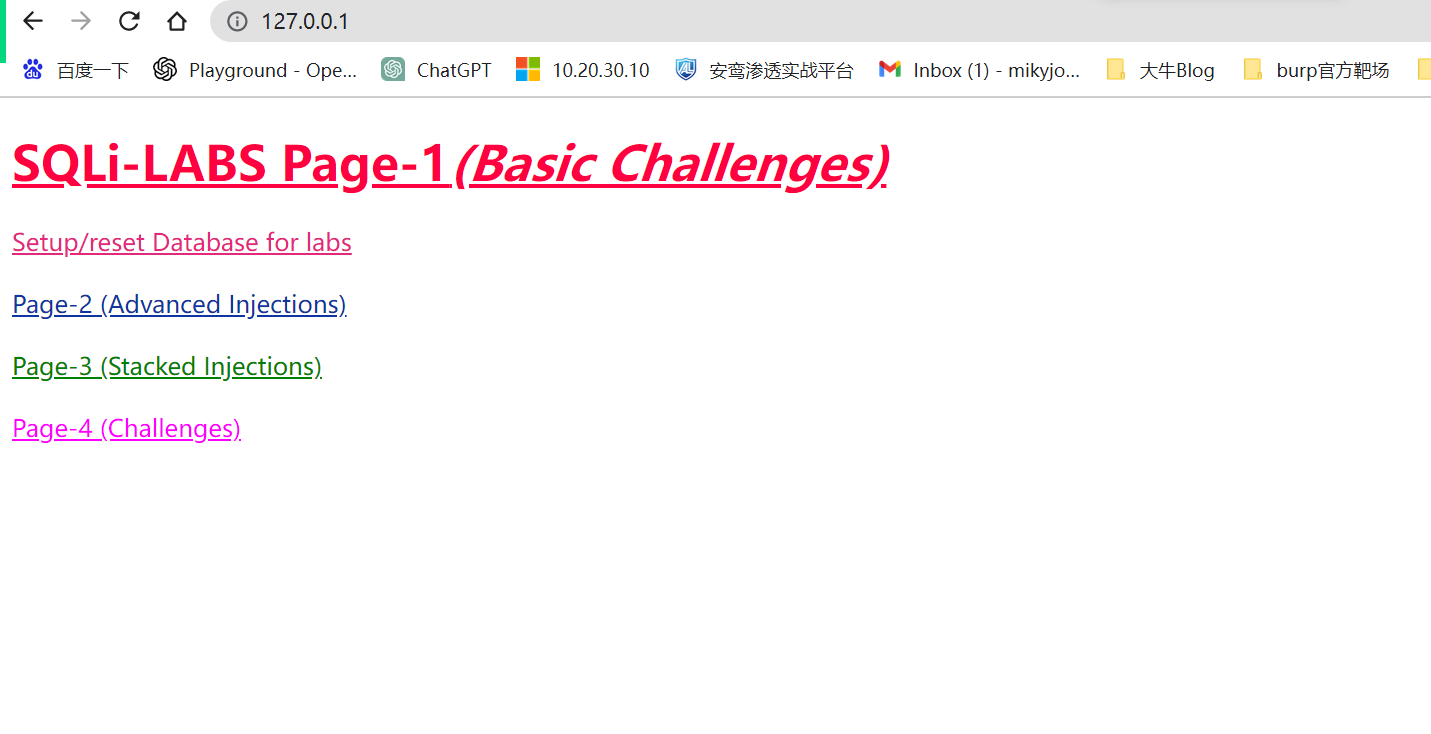 127.0.0.1
百度一下 Playground - Ope... ChatGPT 10.20.30.10 安鸾渗透实战平台 Inbox (1) - mikyjo... 大牛Blog burp官方靶场
SQLi-LABS Page-1(Basic Challenges)
Setup/reset Database for labs
Page-2 (Advanced Injections)
Page-3 (Stacked Injections)
Page-4 (Challenges)